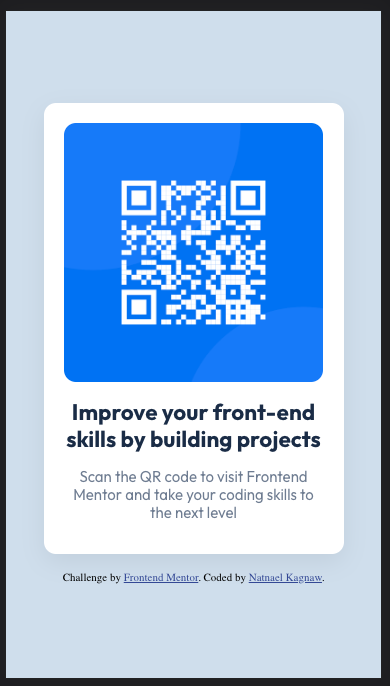 Improve your front-end
skills by building projects
Scan the QR code to visit Frontend
Mentor and take your coding skills to
the next level
Challenge by Frontend Mentor. Coded by Natnael Kagnaw.